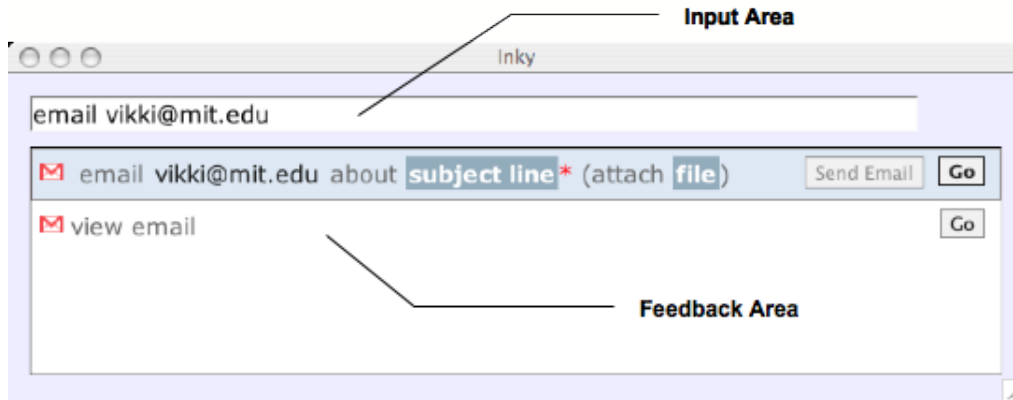 Input Area
Inky
email vikki@mit.edu
email vikki@mit.edu about subject line* (attach file) Send Email Go
view email Go
Feedback Area